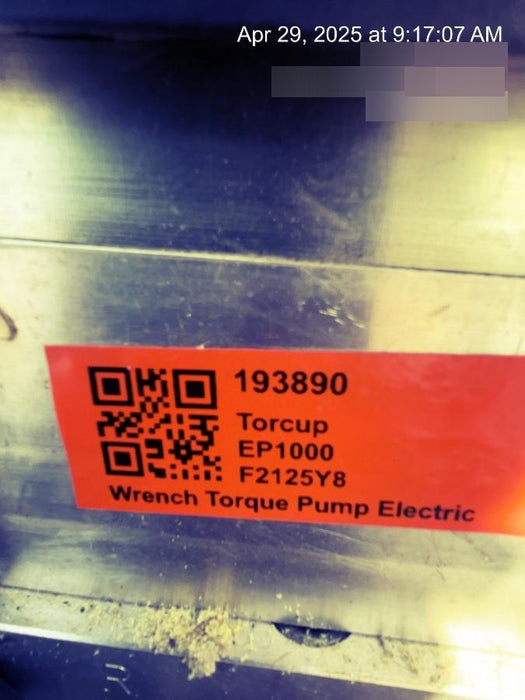 Apr 29, 2025 at 9:17:07 AM
193890
Torcup
EP1000
F2125Y8
Wrench Torque Pump Electric